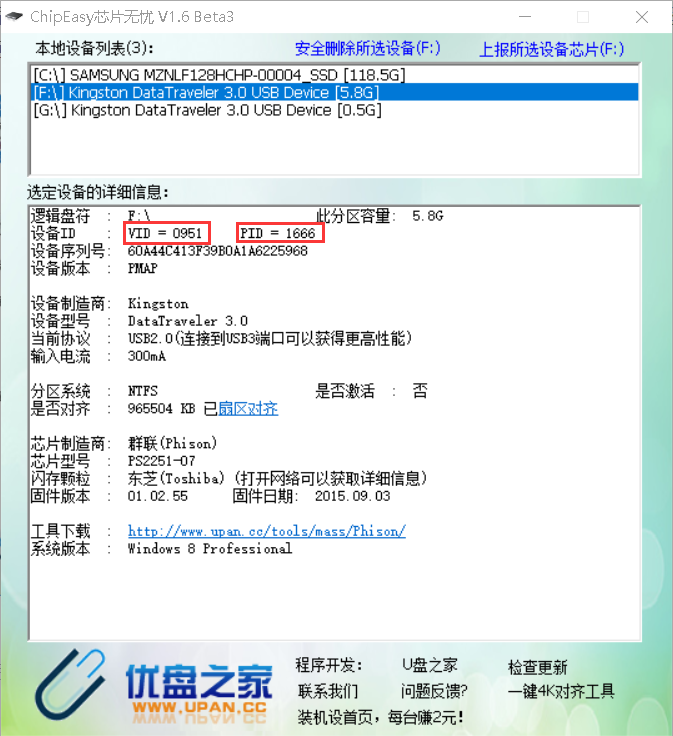 ChipEasy芯片无忧 V1.6 Beta3
本地设备列表(3): 安全删除所选设备(F:) 上报所选设备芯片(F:)
[C:\] SAMSUNG MZNLF128HCHP-00004_SSD [118.5G]
[F:\] Kingston DataTraveler 3.0 USB Device [5.8G]
[G:\] Kingston DataTraveler 3.0 USB Device [0.5G]
选定设备的详细信息:
逻辑盘符 : F:\ 此分区容量: 5.8G
设备ID : VID = 0951 PID = 1666
设备序列号: 60A44C413F39B0A1A6225968
设备版本 : PMAP
设备制造商: Kingston
设备型号 : DataTraveler 3.0
当前协议 : USB2.0(连接到USB3端口可以获得更高性能)
输入电流 : 300mA
分区系统 : NTFS 是否激活 : 否
是否对齐 : 965504 KB 已扇区对齐
芯片制造商: 群联(Phison)
芯片型号 : PS2251-07
闪存颗粒 : 东芝(Toshiba) (打开网络可以获取详细信息)
固件版本 : 01.02.55 固件日期: 2015.09.03
工具下载 : http://www.upan.cc/tools/mass/Phison/
系统版本 : Windows 8 Professional
优盘之家
WWW.UPAN.CC
程序开发: U盘之家 检查更新
联系我们 问题反馈? 一键4K对齐工具
装机设首页，每台赚2元!